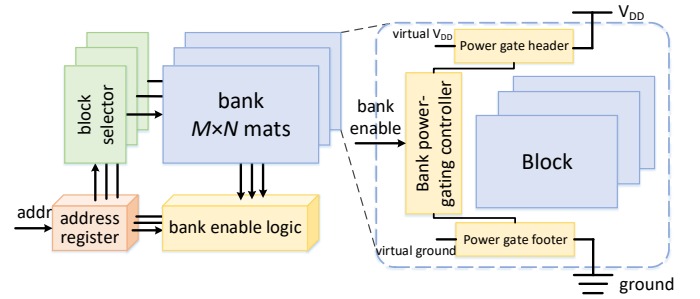 V_DD
virtual V_DD
Power gate header
block
selector
bank
M×N mats
bank
enable
Bank power-
gating controller
Block
addr
address
register
bank enable logic
virtual ground
Power gate footer
ground